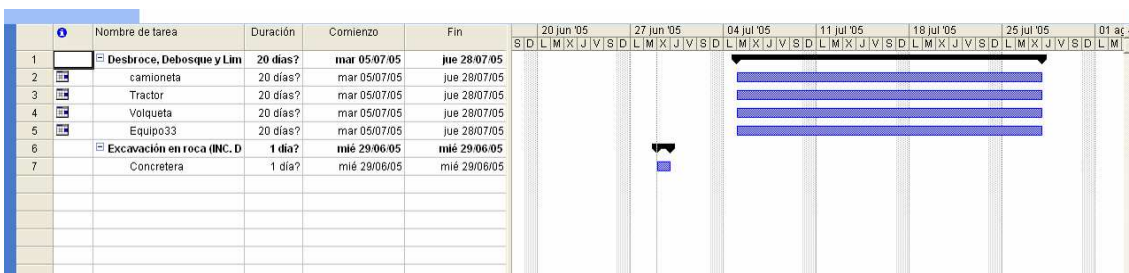 Nombre de tarea Duración Comienzo Fin 20 jun '05 27 jun '05 04 jul '05 11 jul '05 18 jul '05 25 jul '05 01 ag
S D L M X J V S D L M X J V S D L M X J V S D L M X J V S D L M X J V S D L M X J V S D L M
1 Desbroce, Debosque y Lim 20 días? mar 05/07/05 jue 28/07/05
2 camioneta 20 días? mar 05/07/05 jue 28/07/05
3 Tractor 20 días? mar 05/07/05 jue 28/07/05
4 Volqueta 20 días? mar 05/07/05 jue 28/07/05
5 Equipo33 20 días? mar 05/07/05 jue 28/07/05
6 Excavación en roca (INC. D 1 día? mié 29/06/05 mié 29/06/05
7 Concretera 1 día? mié 29/06/05 mié 29/06/05